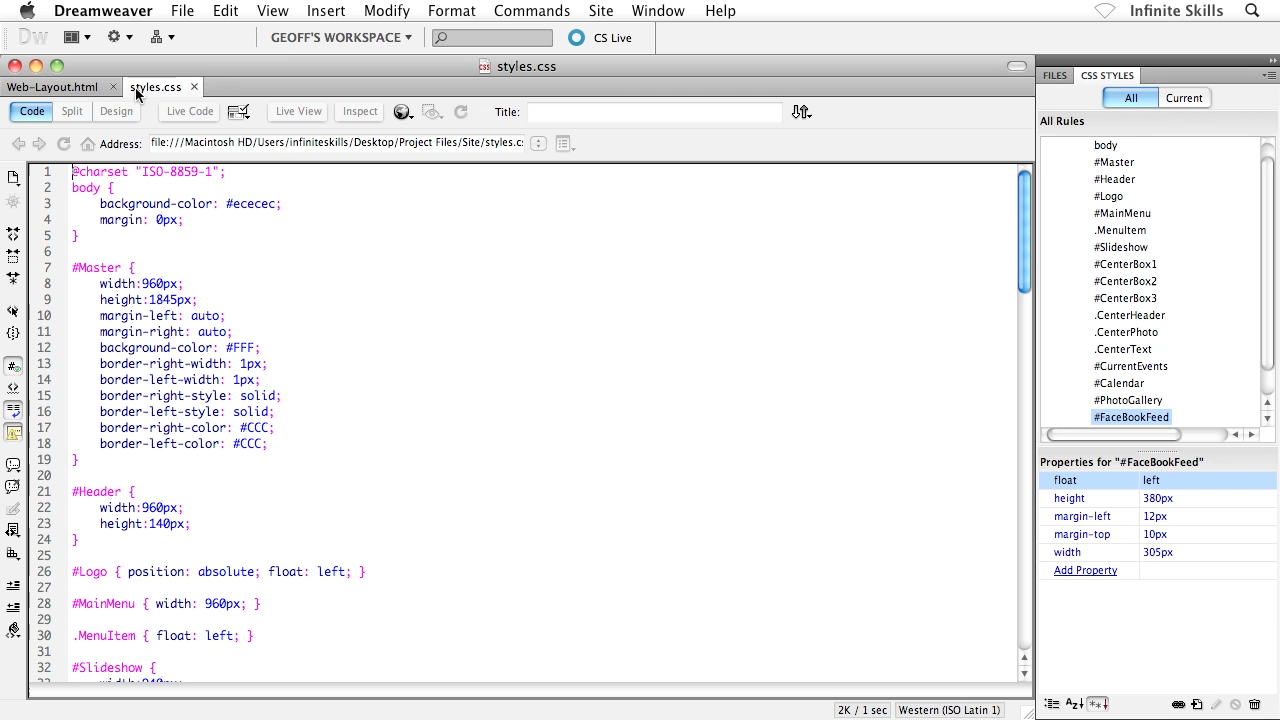 Dreamweaver File Edit View Insert Modify Format Commands Site Window Help Infinite Skills
Dw GEOFF'S WORKSPACE CS Live
styles.css
Web-Layout.html styles.css
Code Split Design Live Code Live View Inspect Title:
Address: file:///Macintosh HD/Users/infiniteskills/Desktop/Project Files/Site/styles.c
1 @charset "ISO-8859-1";
2 body {
3 background-color: #ececec;
4 margin: 0px;
5 }
6
7 #Master {
8 width:960px;
9 height:1845px;
10 margin-left: auto;
11 margin-right: auto;
12 background-color: #FFF;
13 border-right-width: 1px;
14 border-left-width: 1px;
15 border-right-style: solid;
16 border-left-style: solid;
17 border-right-color: #CCC;
18 border-left-color: #CCC;
19 }
20
21 #Header {
22 width:960px;
23 height:140px;
24 }
25
26 #Logo { position: absolute; float: left; }
27
28 #MainMenu { width: 960px; }
29
30 .MenuItem { float: left; }
31
32 #Slideshow {
2K / 1 sec Western (ISO Latin 1)
FILES CSS STYLES
All Current
All Rules
body
#Master
#Header
#Logo
#MainMenu
.MenuItem
#Slideshow
#CenterBox1
#CenterBox2
#CenterBox3
.CenterHeader
.CenterPhoto
.CenterText
#CurrentEvents
#Calendar
#PhotoGallery
#FaceBookFeed
Properties for "#FaceBookFeed"
float left
height 380px
margin-left 12px
margin-top 10px
width 305px
Add Property